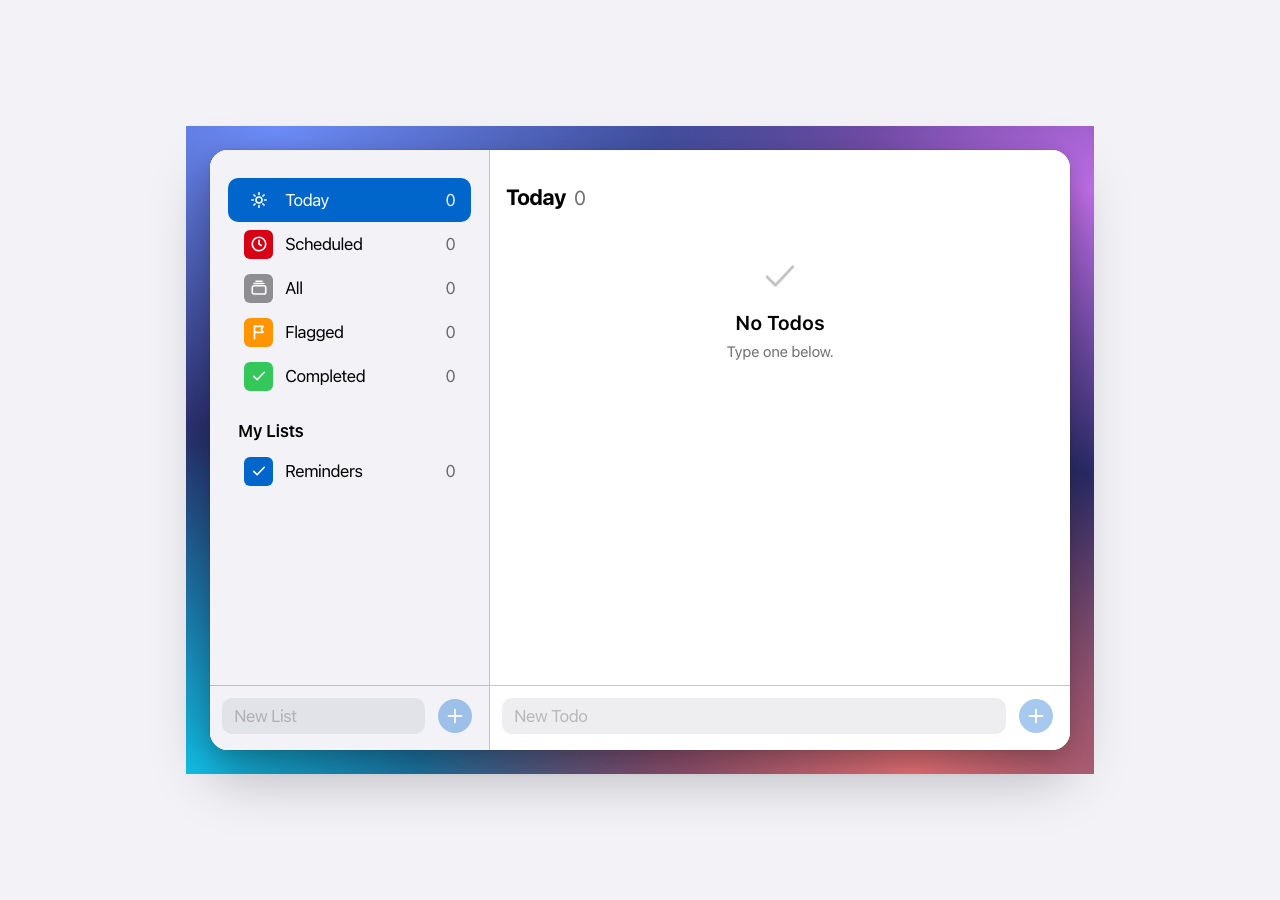 Today 0
Scheduled 0
All 0
Flagged 0
Completed 0
My Lists
Reminders 0
New List
Today 0
No Todos
Type one below.
New Todo